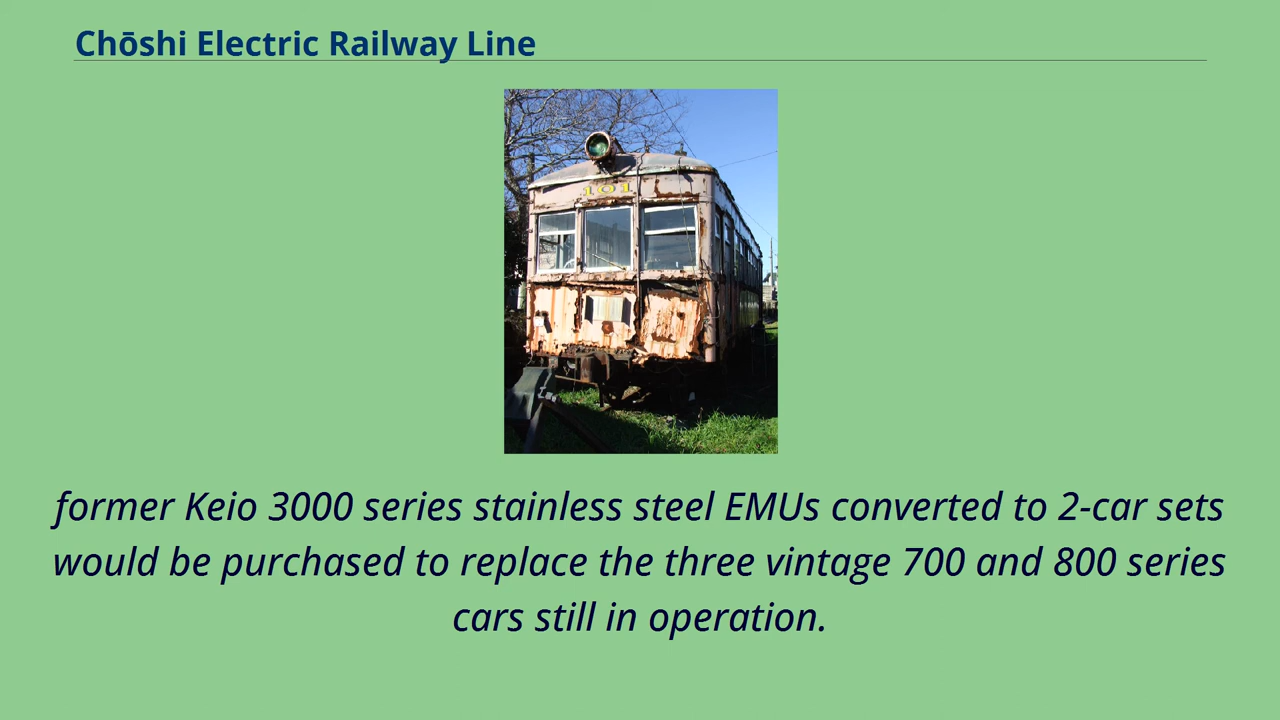 Chōshi Electric Railway Line
101
former Keio 3000 series stainless steel EMUs converted to 2-car sets
would be purchased to replace the three vintage 700 and 800 series
cars still in operation.